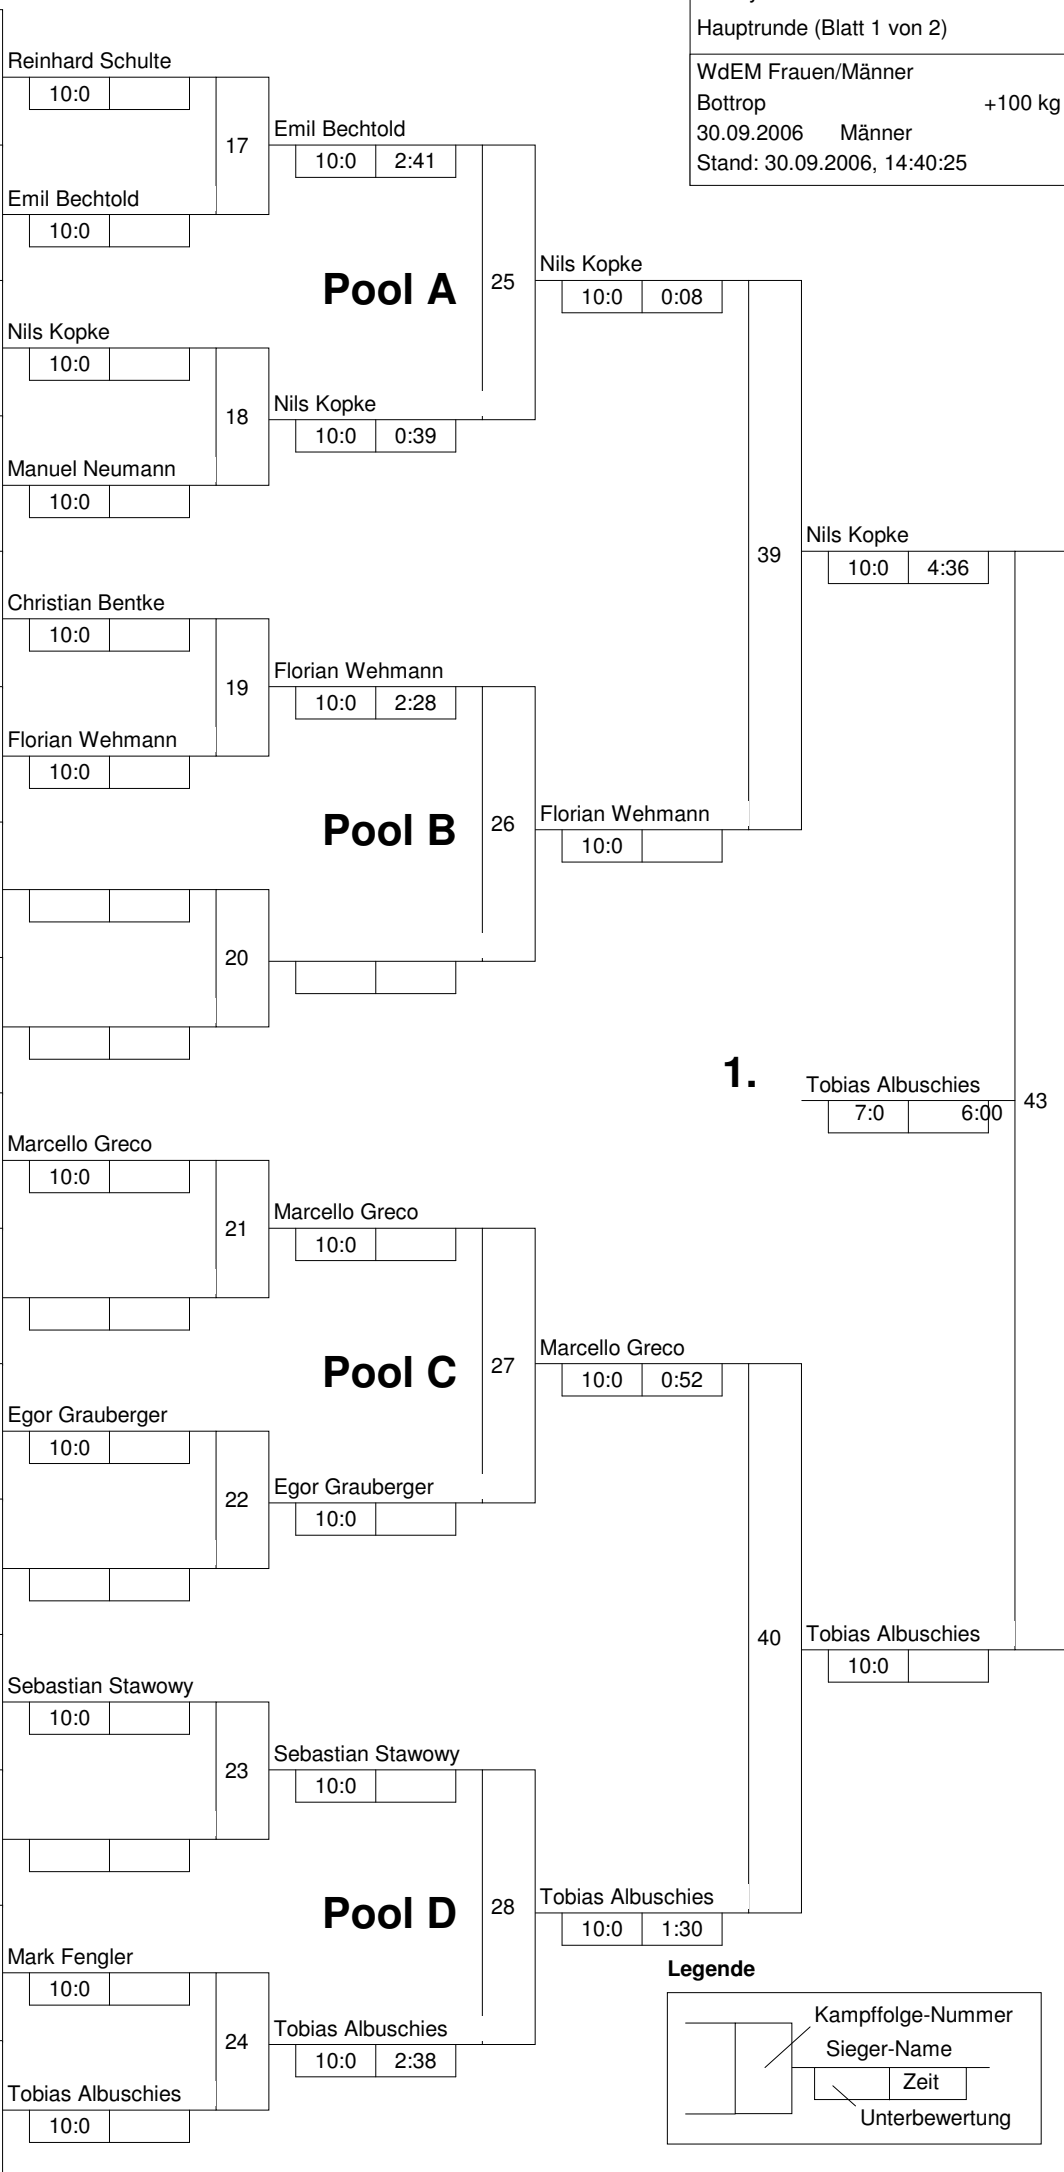 Hauptrunde (Blatt 1 von 2)
WdEM Frauen/Männer
Bottrop +100 kg
30.09.2006 Männer
Stand: 30.09.2006, 14:40:25
Reinhard Schulte
10:0
17
Emil Bechtold
10:0 2:41
Emil Bechtold
10:0
Pool A
25
Nils Kopke
10:0 0:08
Nils Kopke
10:0
18
Nils Kopke
10:0 0:39
Manuel Neumann
10:0
39
Nils Kopke
10:0 4:36
Christian Bentke
10:0
19
Florian Wehmann
10:0 2:28
Florian Wehmann
10:0
Pool B
26
Florian Wehmann
10:0
20
1.
Tobias Albuschies
7:0 6:00
43
Marcello Greco
10:0
21
Marcello Greco
10:0
Pool C
27
Marcello Greco
10:0 0:52
Egor Grauberger
10:0
22
Egor Grauberger
10:0
40
Tobias Albuschies
10:0
Sebastian Stawowy
10:0
23
Sebastian Stawowy
10:0
Pool D
28
Tobias Albuschies
10:0 1:30
Mark Fengler
10:0
24
Tobias Albuschies
10:0 2:38
Tobias Albuschies
10:0
Legende
Kampffolge-Nummer
Sieger-Name
Zeit
Unterbewertung